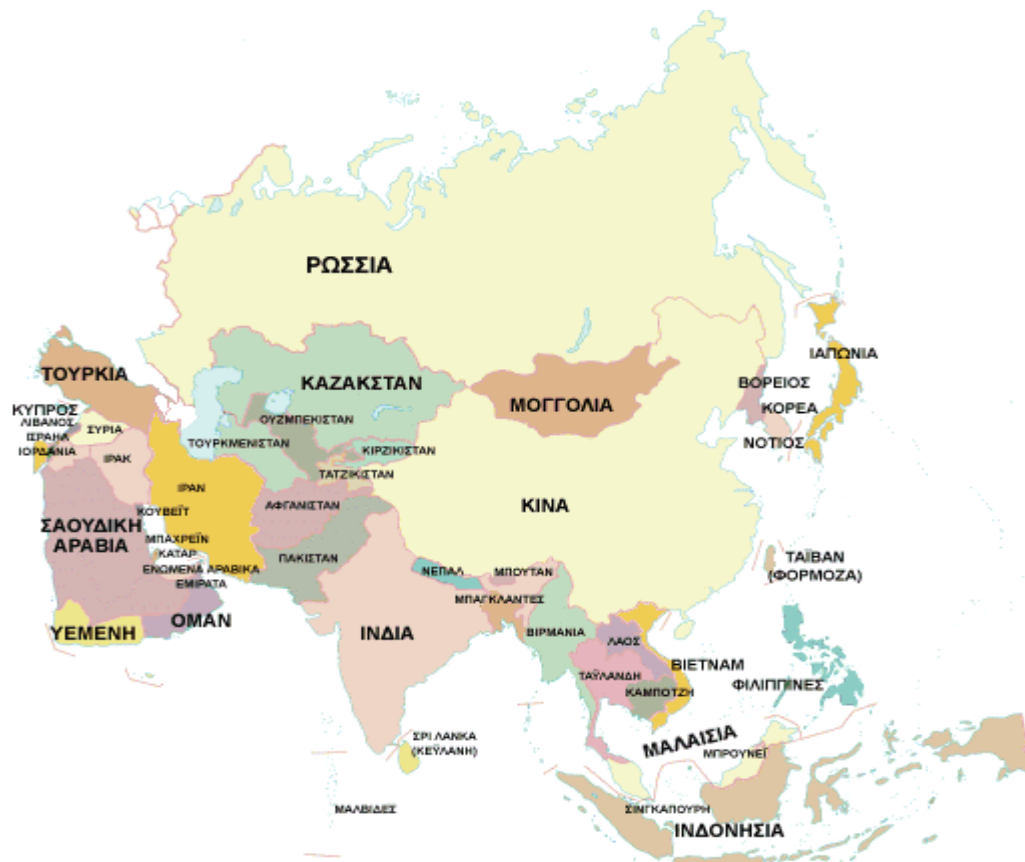 ΡΩΣΣΙΑ
ΙΑΠΩΝΙΑ
ΤΟΥΡΚΙΑ
ΚΑΖΑΚΣΤΑΝ
ΒΟΡΕΙΟΣ
ΜΟΓΓΟΛΙΑ
ΚΥΠΡΟΣ
ΚΟΡΕΑ
ΛΙΒΑΝΟΣ
ΟΥΖΜΠΕΚΙΣΤΑΝ
ΣΥΡΙΑ
ΙΣΡΑΗΛ
ΤΟΥΡΚΜΕΝΙΣΤΑΝ
ΝΟΤΙΟΣ
ΙΟΡΔΑΝΙΑ
ΚΙΡΖΙΚΙΣΤΑΝ
ΙΡΑΚ
ΤΑΤΖΙΚΙΣΤΑΝ
ΙΡΑΝ
ΑΦΓΑΝΙΣΤΑΝ
ΚΙΝΑ
ΚΟΥΒΕΪΤ
ΣΑΟΥΔΙΚΗ
ΑΡΑΒΙΑ
ΜΠΑΧΡΕΪΝ
ΚΑΤΑΡ
ΠΑΚΙΣΤΑΝ
ΤΑΪΒΑΝ
(ΦΟΡΜΟΖΑ)
ΕΝΩΜΕΝΑ ΑΡΑΒΙΚΑ
ΕΜΙΡΑΤΑ
ΝΕΠΑΛ
ΜΠΟΥΤΑΝ
ΜΠΑΓΚΛΑΝΤΕΣ
ΟΜΑΝ
ΥΕΜΕΝΗ
ΙΝΔΙΑ
ΒΙΡΜΑΝΙΑ
ΛΑΟΣ
ΒΙΕΤΝΑΜ
ΤΑΫΛΑΝΔΗ
ΦΙΛΙΠΠΙΝΕΣ
ΚΑΜΠΟΤΖΗ
ΣΡΙ ΛΑΝΚΑ
(ΚΕΫΛΑΝΗ)
ΜΑΛΑΙΣΙΑ
ΜΠΡΟΥΝΕΪ
ΜΑΛΒΙΔΕΣ
ΣΙΝΓΚΑΠΟΥΡΗ
ΙΝΔΟΝΗΣΙΑ